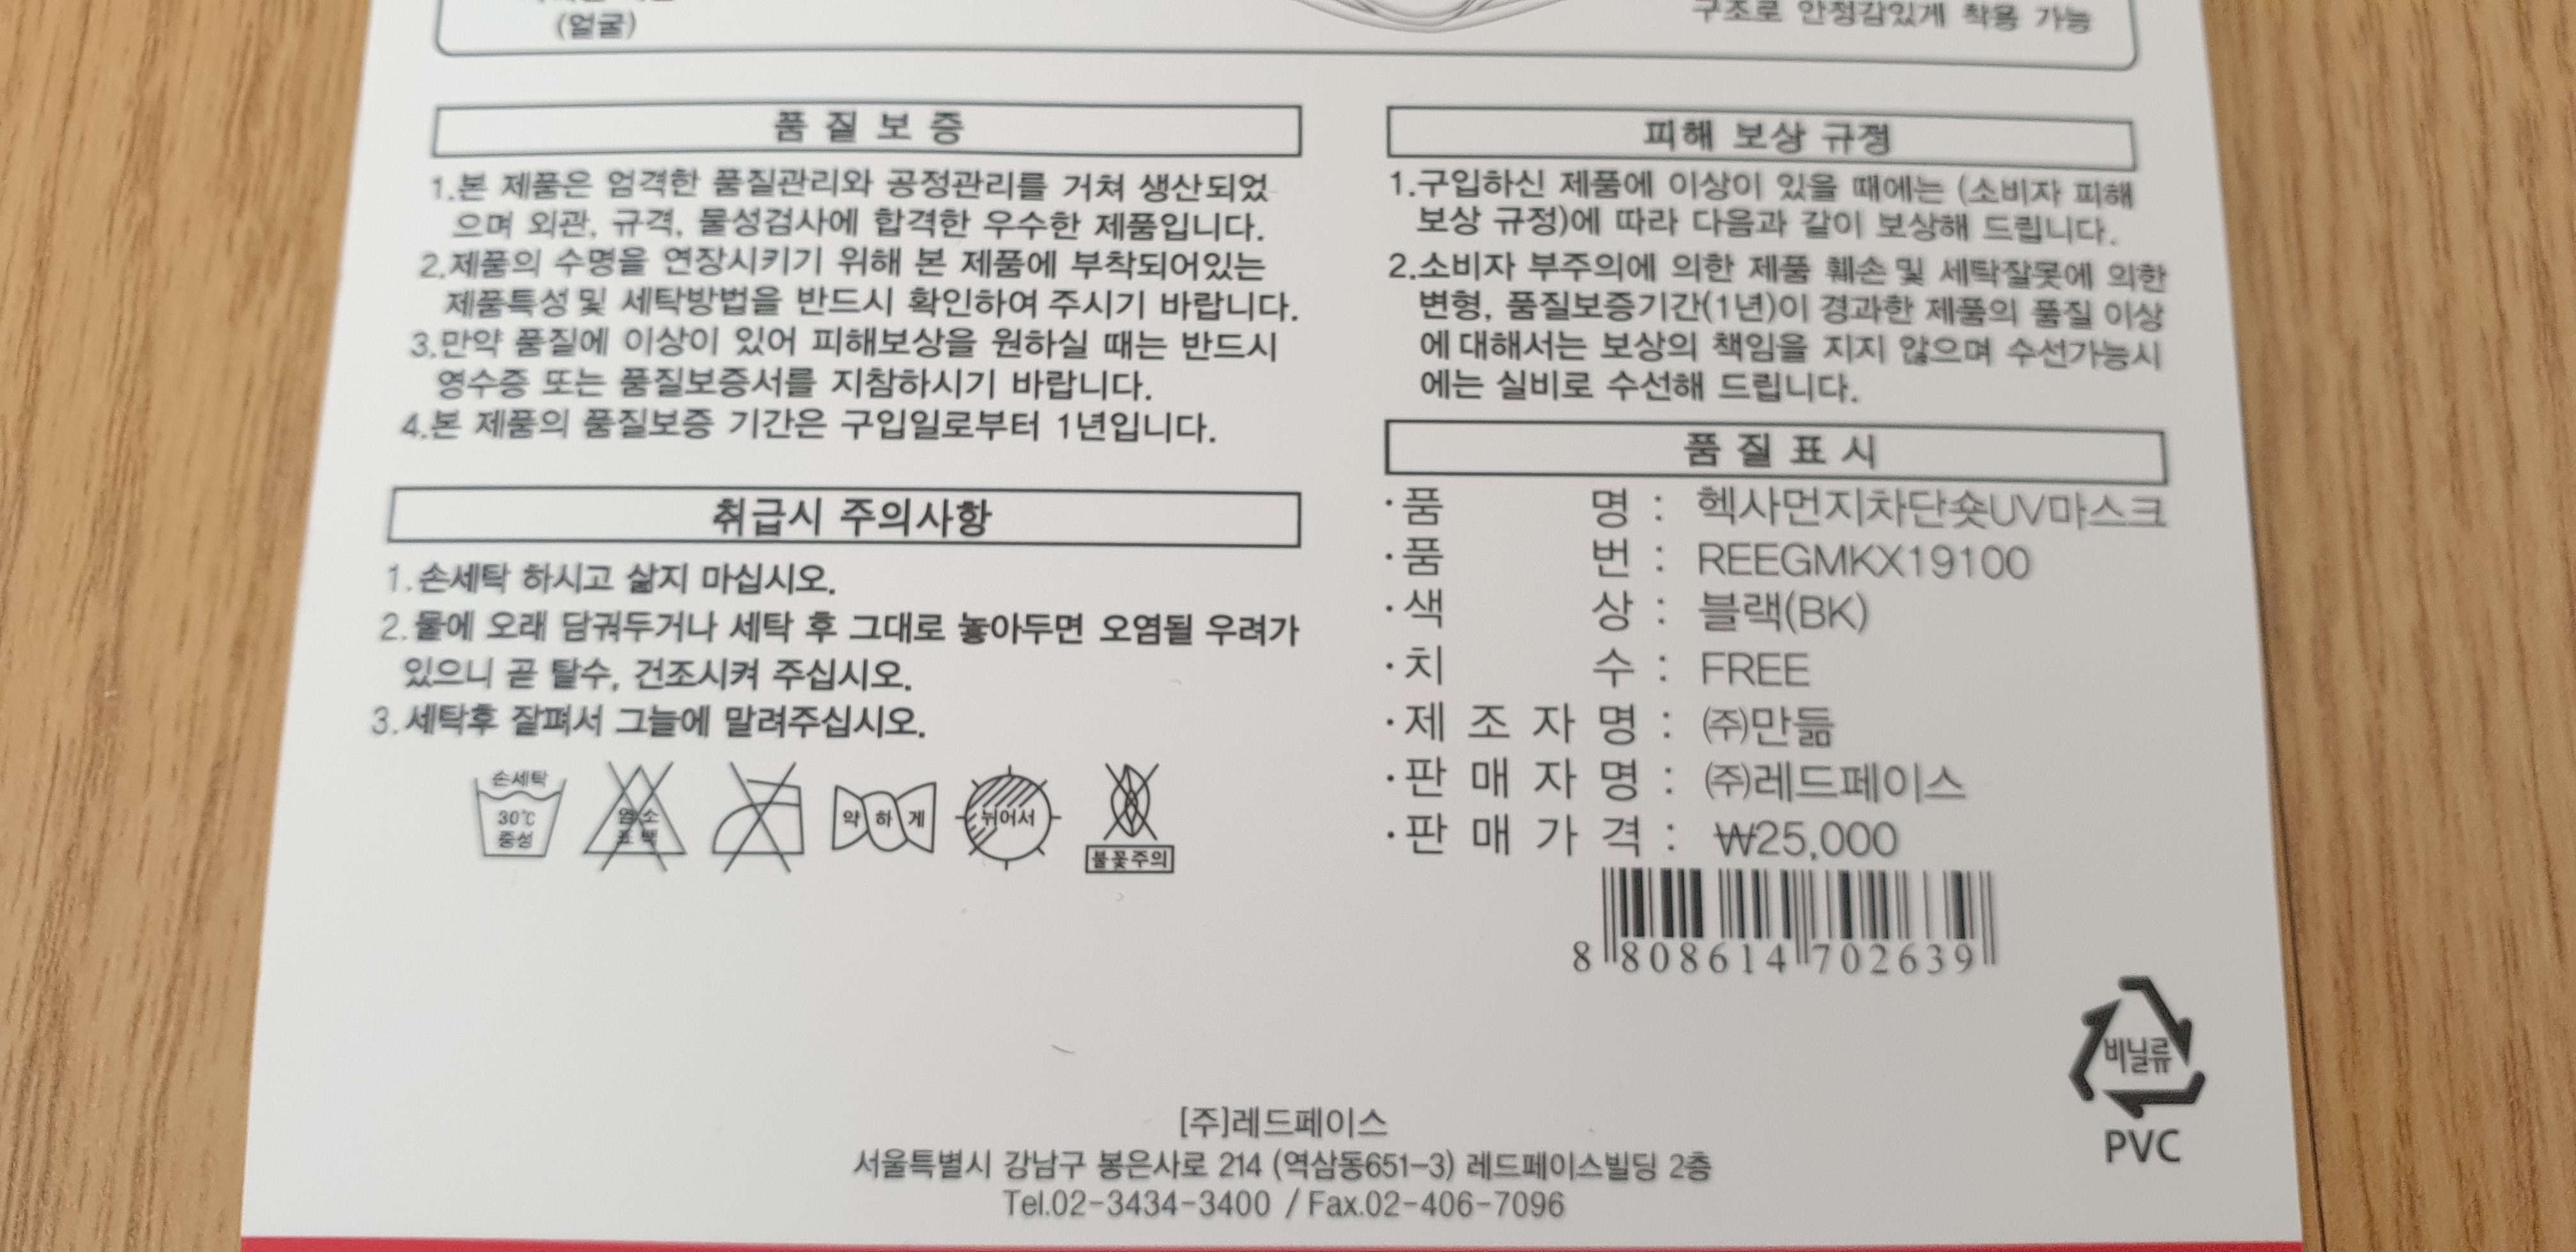 (얼굴)
구조로 안정감있게 착용 가능
품 질 보 증
1.본 제품은 엄격한 품질관리와 공정관리를 거쳐 생산되었
으며 외관, 규격, 물성검사에 합격한 우수한 제품입니다.
2.제품의 수명을 연장시키기 위해 본 제품에 부착되어있는
제품특성 및 세탁방법을 반드시 확인하여 주시기 바랍니다.
3.만약 품질에 이상이 있어 피해보상을 원하실 때는 반드시
영수증 또는 품질보증서를 지참하시기 바랍니다.
4.본 제품의 품질보증 기간은 구입일로부터 1년입니다.
취급시 주의사항
1.손세탁 하시고 삶지 마십시오.
2.물에 오래 담궈두거나 세탁 후 그대로 놓아두면 오염될 우려가
있으니 곧 탈수, 건조시켜 주십시오.
3.세탁후 잘펴서 그늘에 말려주십시오.
손세탁
30℃
중성
염 소
표 백
약 하 게
뉘어서
불꽃주의
피해 보상 규정
1.구입하신 제품에 이상이 있을 때에는 (소비자 피해
보상 규정)에 따라 다음과 같이 보상해 드립니다.
2.소비자 부주의에 의한 제품 훼손 및 세탁잘못에 의한
변형, 품질보증기간(1년)이 경과한 제품의 품질 이상
에 대해서는 보상의 책임을 지지 않으며 수선가능시
에는 실비로 수선해 드립니다.
품 질 표 시
·품 명 : 헥사먼지차단숏UV마스크
·품 번 : REEGMKX19100
·색 상 : 블랙(BK)
·치 수 : FREE
·제 조 자 명 : ㈜만듦
·판 매 자 명 : ㈜레드페이스
·판 매 가 격 : ₩25,000
8 808614 702639
비닐류
PVC
[주]레드페이스
서울특별시 강남구 봉은사로 214 (역삼동651-3) 레드페이스빌딩 2층
Tel.02-3434-3400 / Fax.02-406-7096